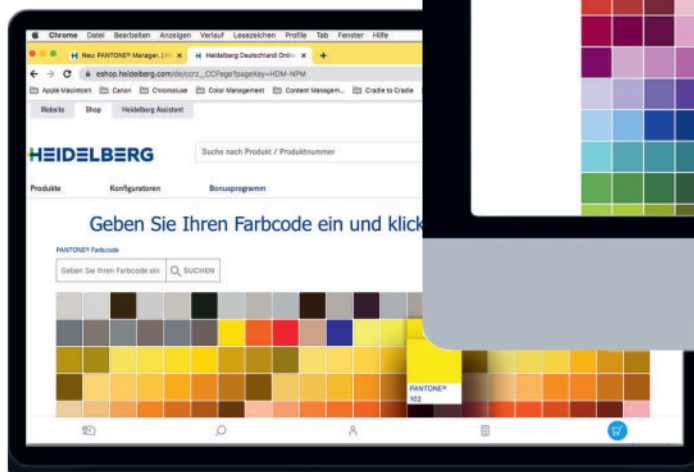 Chrome Datei Bearbeiten Anzeigen Verlauf Lesezeichen Profile Tab Fenster Hilfe
Neu: PANTONE® Manager. | H
Heidelberg Deutschland Onlin
eshop.heidelberg.com/de/ccrz__CCPage?pageKey=HDM-NPM
Apple Macintosh Canon ChromaLuxe Color Management Content Managem... Cradle to Cradle
Website Shop Heidelberg Assistant
HEIDELBERG
Suche nach Produkt / Produktnummer
Produkte Konfiguratoren Bonusprogramm
Geben Sie Ihren Farbcode ein und klick
PANTONE® Farbcode
Geben Sie Ihren Farbcode ein SUCHEN
PANTONE®
102